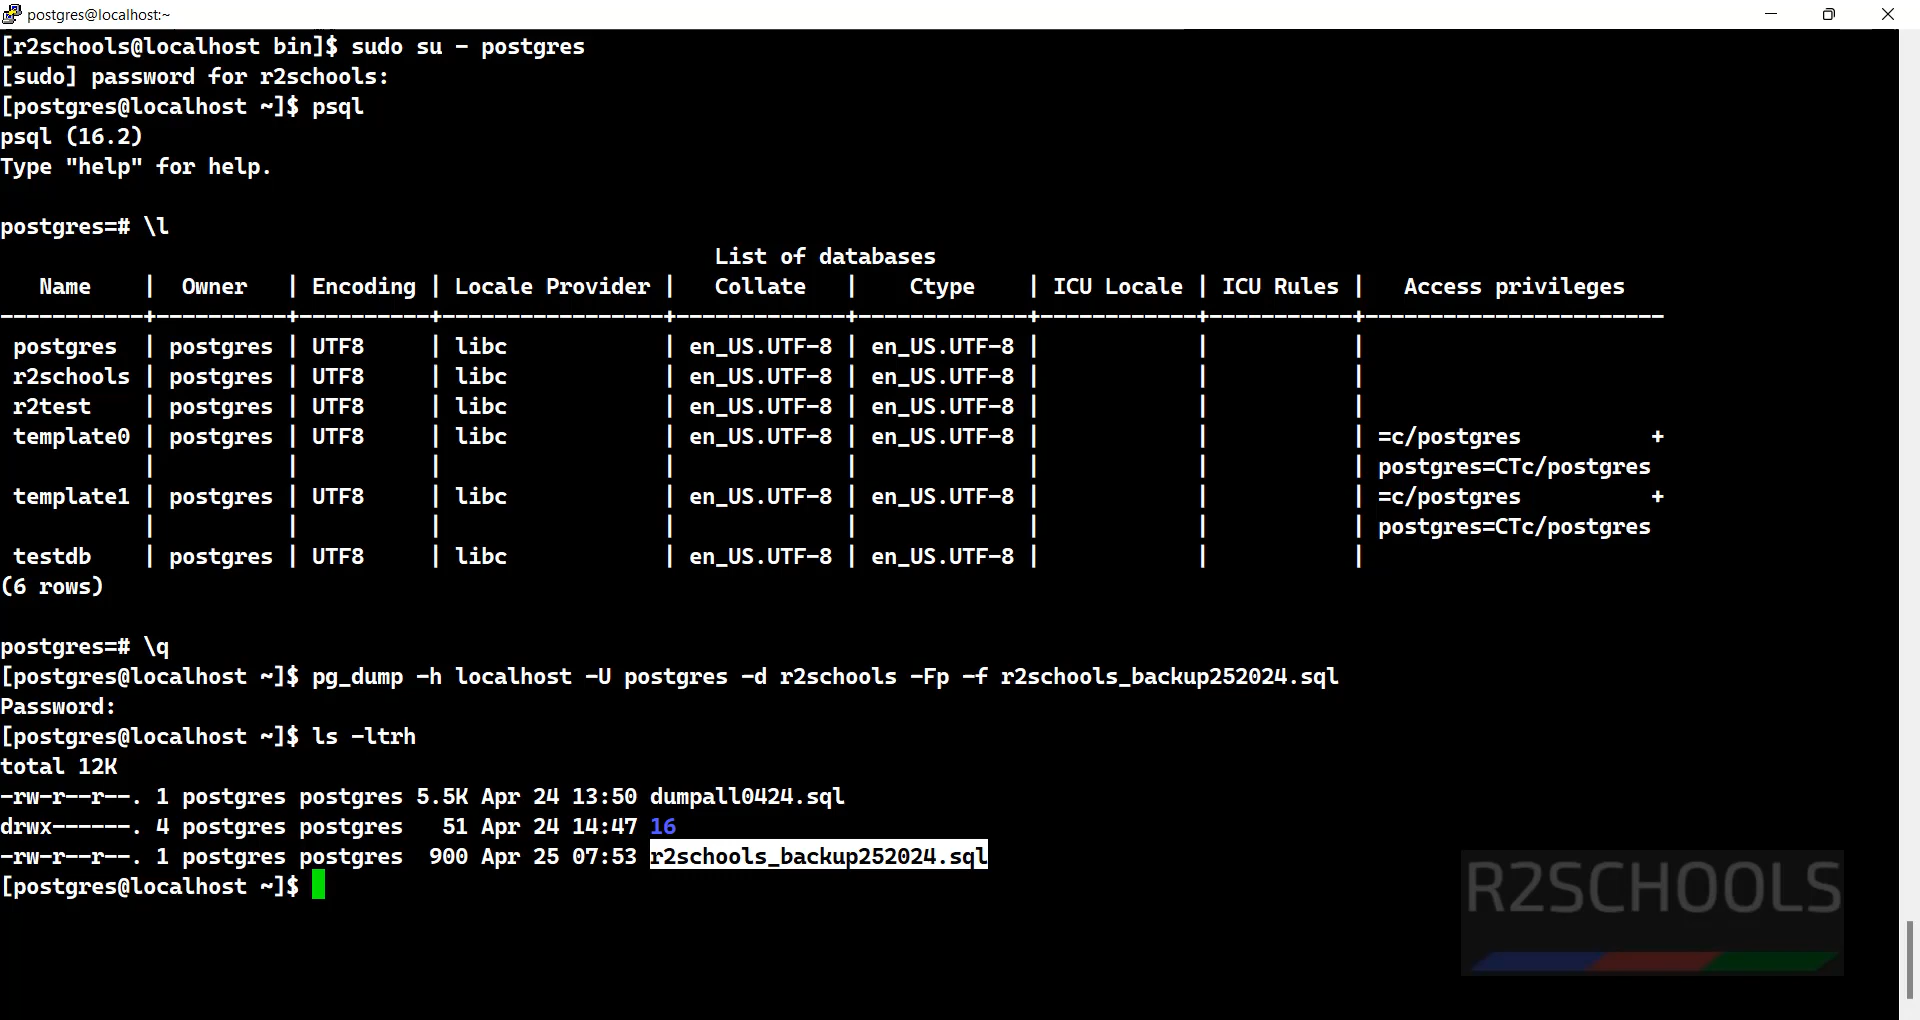 postgres@localhost:~
[r2schools@localhost bin]$ sudo su - postgres
[sudo] password for r2schools:
[postgres@localhost ~]$ psql
psql (16.2)
Type "help" for help.

postgres=# \l
                                                       List of databases
   Name    |  Owner   | Encoding | Locale Provider |   Collate   |    Ctype    | ICU Locale | ICU Rules |   Access privileges
-----------+----------+----------+-----------------+-------------+-------------+------------+-----------+-----------------------
 postgres  | postgres | UTF8     | libc            | en_US.UTF-8 | en_US.UTF-8 |            |           |
 r2schools | postgres | UTF8     | libc            | en_US.UTF-8 | en_US.UTF-8 |            |           |
 r2test    | postgres | UTF8     | libc            | en_US.UTF-8 | en_US.UTF-8 |            |           |
 template0 | postgres | UTF8     | libc            | en_US.UTF-8 | en_US.UTF-8 |            |           | =c/postgres          +
           |          |          |                 |             |             |            |           | postgres=CTc/postgres
 template1 | postgres | UTF8     | libc            | en_US.UTF-8 | en_US.UTF-8 |            |           | =c/postgres          +
           |          |          |                 |             |             |            |           | postgres=CTc/postgres
 testdb    | postgres | UTF8     | libc            | en_US.UTF-8 | en_US.UTF-8 |            |           |
(6 rows)

postgres=# \q
[postgres@localhost ~]$ pg_dump -h localhost -U postgres -d r2schools -Fp -f r2schools_backup252024.sql
Password:
[postgres@localhost ~]$ ls -ltrh
total 12K
-rw-r--r--. 1 postgres postgres 5.5K Apr 24 13:50 dumpall0424.sql
drwx------. 4 postgres postgres   51 Apr 24 14:47 16
-rw-r--r--. 1 postgres postgres  900 Apr 25 07:53 r2schools_backup252024.sql
[postgres@localhost ~]$
R2SCHOOLS